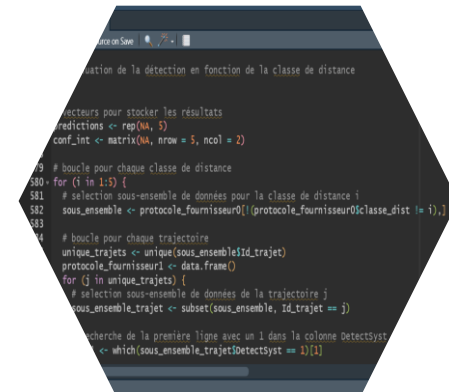 urce on Save
uation de la détection en fonction de la classe de distance
vecteurs pour stocker les résultats
predictions <- rep(NA, 5)
conf_int <- matrix(NA, nrow = 5, ncol = 2)
79 # boucle pour chaque classe de distance
580 for (i in 1:5) {
581 # selection sous-ensemble de données pour la classe de distance i
582 sous_ensemble <- protocole_fournisseur0[!(protocole_fournisseur0$classe_dist != i),]
583
4 # boucle pour chaque trajectoire
unique_trajets <- unique(sous_ensemble$Id_trajet)
protocole_fournisseur1 <- data.frame()
for (j in unique_trajets) {
# selection sous-ensemble de données de la trajectoire j
sous_ensemble_trajet <- subset(sous_ensemble, Id_trajet == j)
echerche de la première ligne avec un 1 dans la colonne DetectSyst
<- which(sous_ensemble_trajet$DetectSyst == 1)[1]